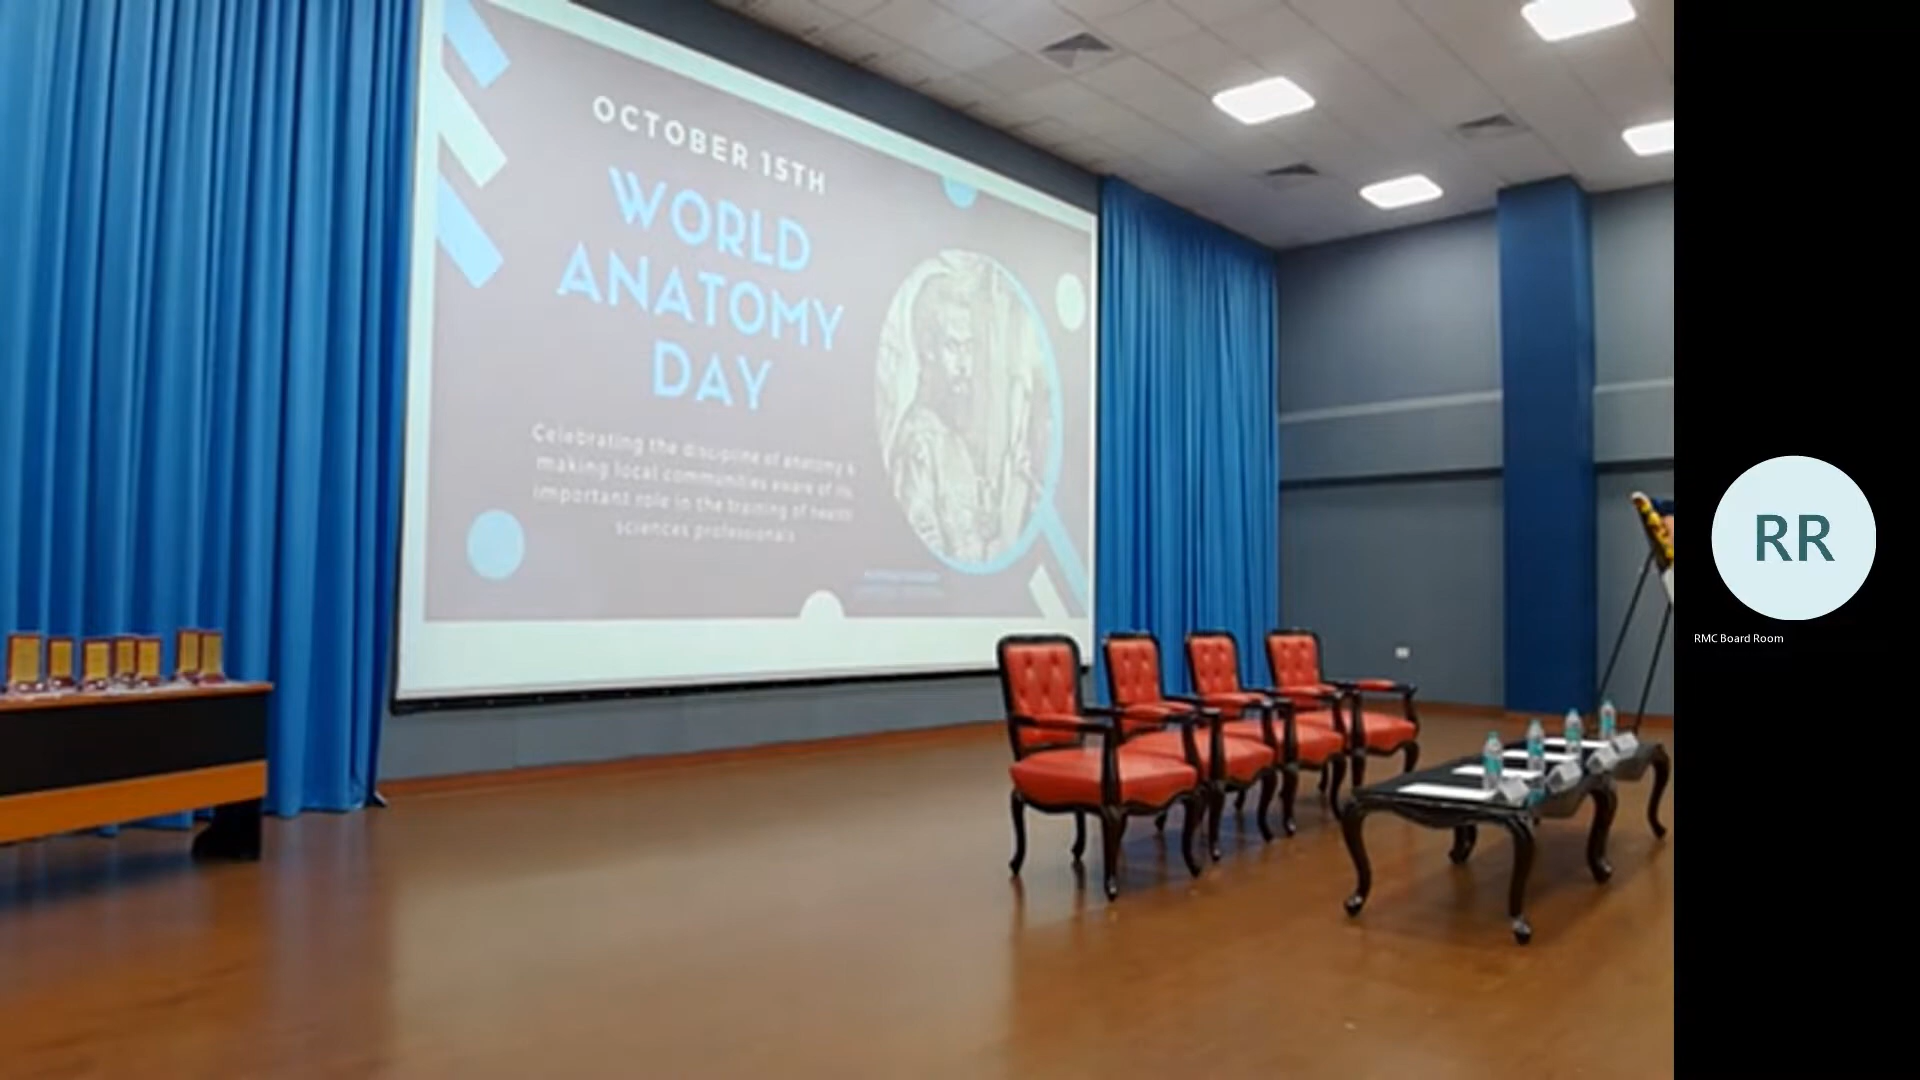 OCTOBER 15TH
WORLD
ANATOMY
DAY
Celebrating the discipline of anatomy &
making local communities aware of its
important role in the training of health
sciences professionals
RR
RMC Board Room